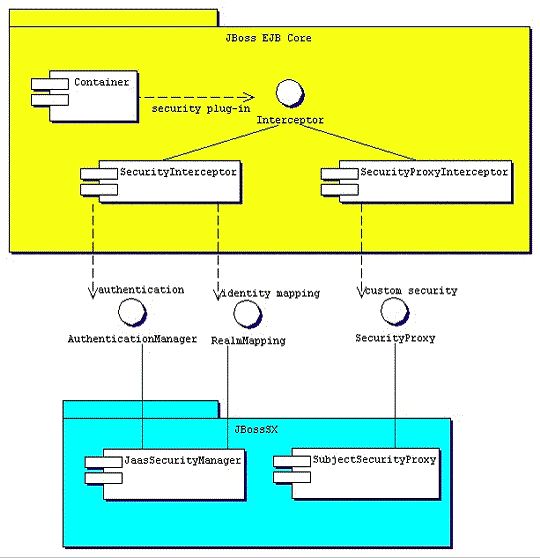 JBoss EJB Core
Container
security plug-in
Interceptor
SecurityInterceptor
SecurityProxyInterceptor
authentication
identity mapping
custom security
AuthenticationManager
RealmMapping
SecurityProxy
JBossSX
JaasSecurityManager
SubjectSecurityProxy